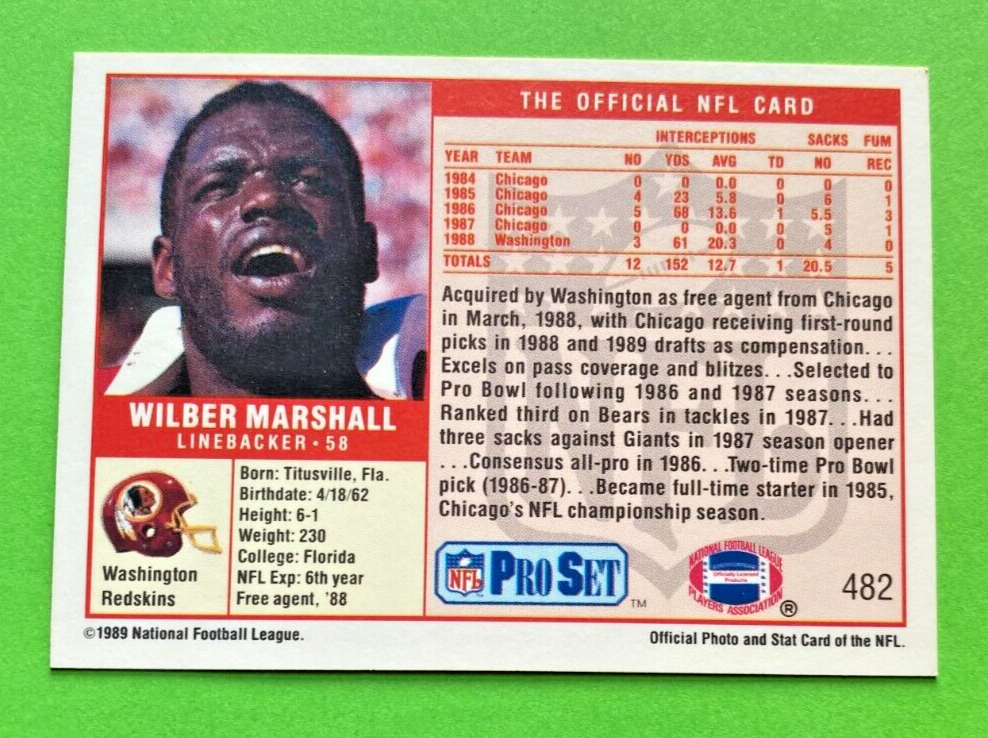 THE OFFICIAL NFL CARD
INTERCEPTIONS SACKS FUM
YEAR TEAM NO YDS AVG TD NO REC
1984 Chicago 0 0 0.0 0 0 0
1985 Chicago 4 23 5.8 0 6 1
1986 Chicago 5 68 13.6 1 5.5 3
1987 Chicago 0 0 0.0 0 5 1
1988 Washington 3 61 20.3 0 4 0
TOTALS 12 152 12.7 1 20.5 5
Acquired by Washington as free agent from Chicago
in March, 1988, with Chicago receiving first-round
picks in 1988 and 1989 drafts as compensation. . .
Excels on pass coverage and blitzes. . .Selected to
Pro Bowl following 1986 and 1987 seasons. . .
Ranked third on Bears in tackles in 1987. . .Had
three sacks against Giants in 1987 season opener
. . .Consensus all-pro in 1986. . .Two-time Pro Bowl
pick (1986-87). . .Became full-time starter in 1985,
Chicago's NFL championship season.
WILBER MARSHALL
LINEBACKER • 58
Washington
Redskins
Born: Titusville, Fla.
Birthdate: 4/18/62
Height: 6-1
Weight: 230
College: Florida
NFL Exp: 6th year
Free agent, '88
NFL PRO SET ™
NATIONAL FOOTBALL LEAGUE
Officially Licensed
Products
PLAYERS ASSOCIATION ®
482
©1989 National Football League.
Official Photo and Stat Card of the NFL.
NFL